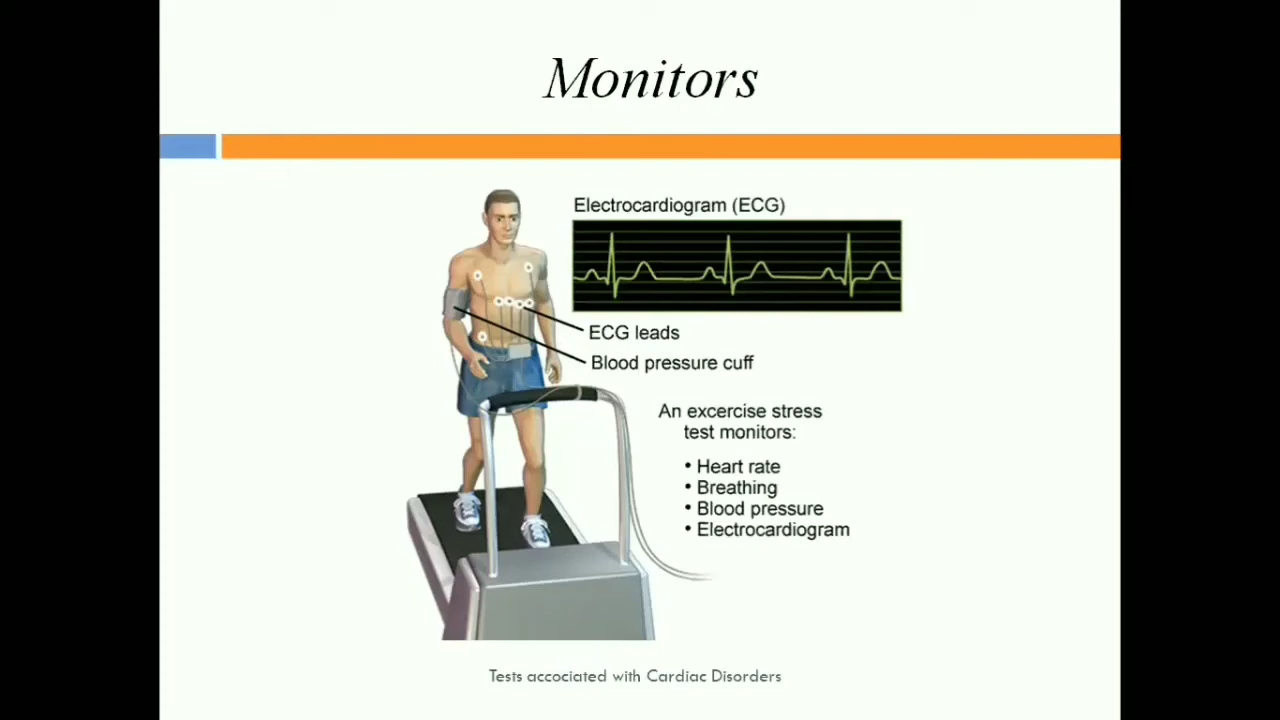 Monitors
Electrocardiogram (ECG)
ECG leads
Blood pressure cuff
An excercise stress
test monitors:
• Heart rate
• Breathing
• Blood pressure
• Electrocardiogram
Tests accociated with Cardiac Disorders